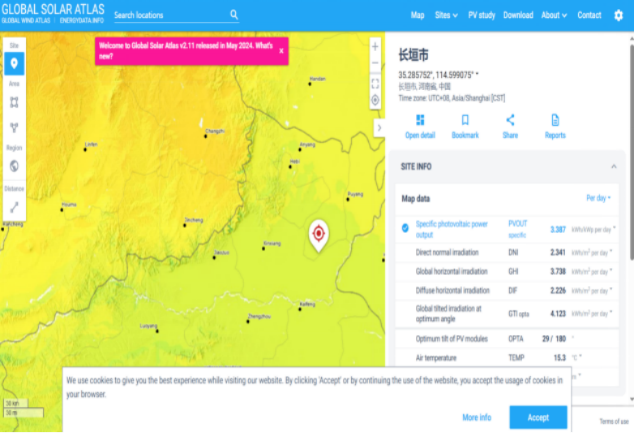 GLOBAL SOLAR ATLAS
GLOBAL WIND ATLAS | ENERGYDATA.INFO
Search locations
Map Sites PV study Download About Contact
Site
Area
Region
Distance
Welcome to Global Solar Atlas v2.11 released in May 2024. What's
new?
x
Handan
Changzhi
Linfen
Anyang
Hebi
Puyang
Houma
Jincheng
Xinxiang
Jiaozuo
Kaifeng
Zhengzhou
Luoyang
50 km
50 mi
长垣市
35.285752°, 114.599075°
长垣市, 河南省, 中国
Time zone: UTC+08, Asia/Shanghai [CST]
Open detail Bookmark Share Reports
SITE INFO
Map data Per day
Specific photovoltaic power
output
PVOUT
specific
3.387 kWh/kWp per day
Direct normal irradiation DNI 2.341 kWh/m² per day
Global horizontal irradiation GHI 3.738 kWh/m² per day
Diffuse horizontal irradiation DIF 2.226 kWh/m² per day
Global tilted irradiation at
optimum angle
GTI opta 4.123 kWh/m² per day
Optimum tilt of PV modules OPTA 29 / 180 °
Air temperature TEMP 15.3 °C
We use cookies to give you the best experience while visiting our website. By clicking 'Accept' or by continuing the use of the website, you accept the usage of cookies in
your browser.
More info Accept
Terms of use